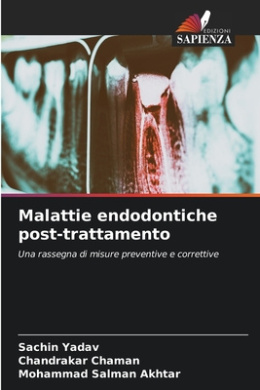 EDIZIONI
SAPIENZA
Malattie endodontiche
post-trattamento
Una rassegna di misure preventive e correttive
Sachin Yadav
Chandrakar Chaman
Mohammad Salman Akhtar